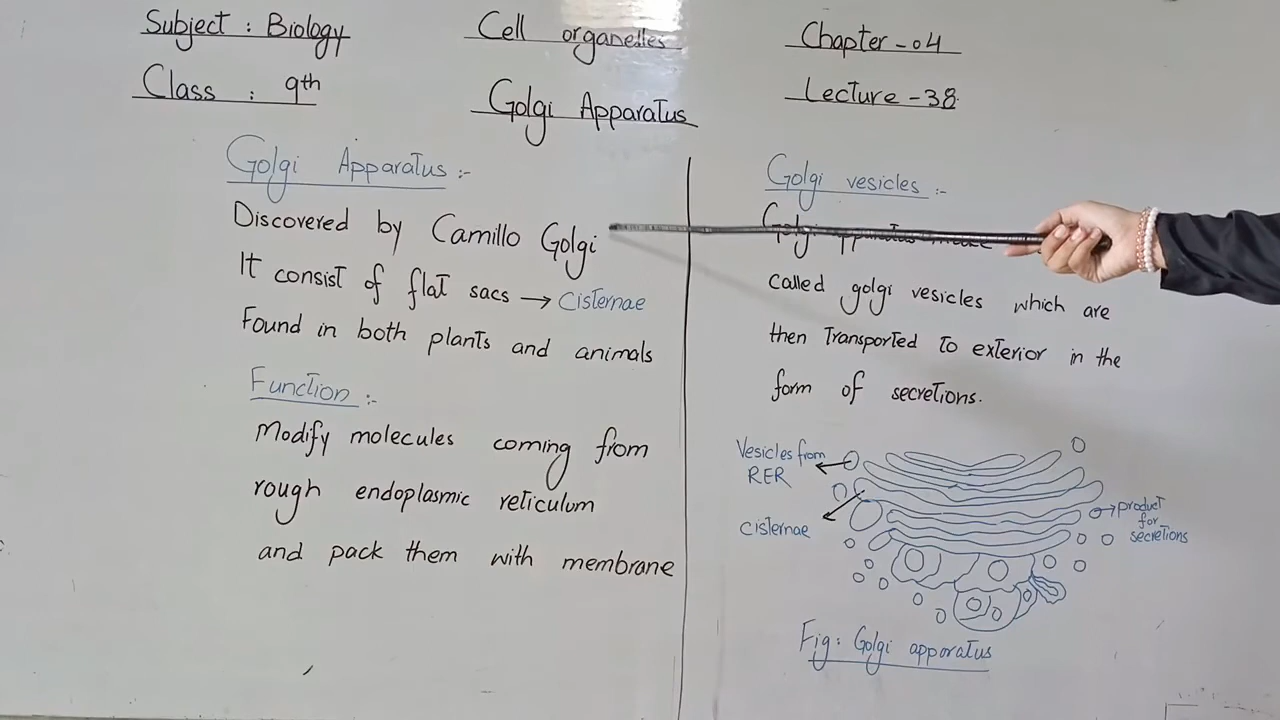 Subject : Biology
Cell organelles
Chapter - 04
Class : 9th
Golgi Apparatus
Lecture - 38
Golgi Apparatus :-
Discovered by Camillo Golgi
It consist of flat sacs → Cisternae
Found in both plants and animals
Function :-
Modify molecules coming from
rough endoplasmic reticulum
and pack them with membrane
Golgi vesicles :-
Golgi apparatus
called golgi vesicles which are
then transported to exterior in the
form of secretions.
Vesicles from
RER
cisternae
product
for
secretions
Fig: Golgi apparatus